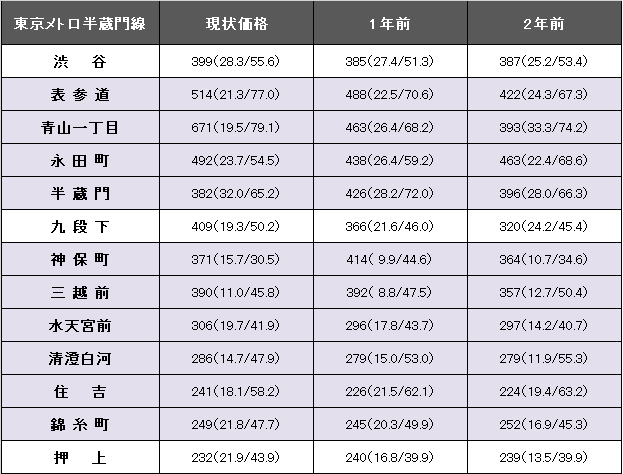 東京メトロ半蔵門線 現状価格 1年前 2年前
渋 谷 399(28.3/55.6) 385(27.4/51.3) 387(25.2/53.4)
表 参 道 514(21.3/77.0) 488(22.5/70.6) 422(24.3/67.3)
青山一丁目 671(19.5/79.1) 463(26.4/68.2) 393(33.3/74.2)
永 田 町 492(23.7/54.5) 438(26.4/59.2) 463(22.4/68.6)
半 蔵 門 382(32.0/65.2) 426(28.2/72.0) 396(28.0/66.3)
九 段 下 409(19.3/50.2) 366(21.6/46.0) 320(24.2/45.4)
神 保 町 371(15.7/30.5) 414( 9.9/44.6) 364(10.7/34.6)
三 越 前 390(11.0/45.8) 392( 8.8/47.5) 357(12.7/50.4)
水天宮前 306(19.7/41.9) 296(17.8/43.7) 297(14.2/40.7)
清澄白河 286(14.7/47.9) 279(15.0/53.0) 279(11.9/55.3)
住 吉 241(18.1/58.2) 226(21.5/62.1) 224(19.4/63.2)
錦 糸 町 249(21.8/47.7) 245(20.3/49.9) 252(16.9/45.3)
押 上 232(21.9/43.9) 240(16.8/39.9) 239(13.5/39.9)